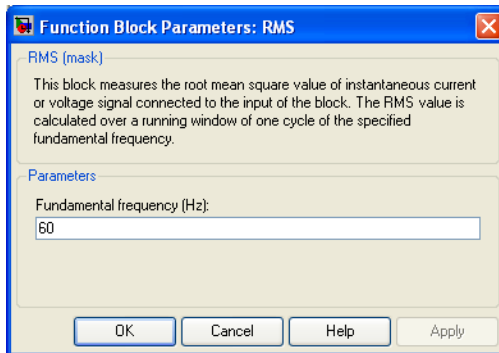 Function Block Parameters: RMS
RMS (mask)
This block measures the root mean square value of instantaneous current
or voltage signal connected to the input of the block. The RMS value is
calculated over a running window of one cycle of the specified
fundamental frequency.
Parameters
Fundamental frequency (Hz):
60
OK Cancel Help Apply